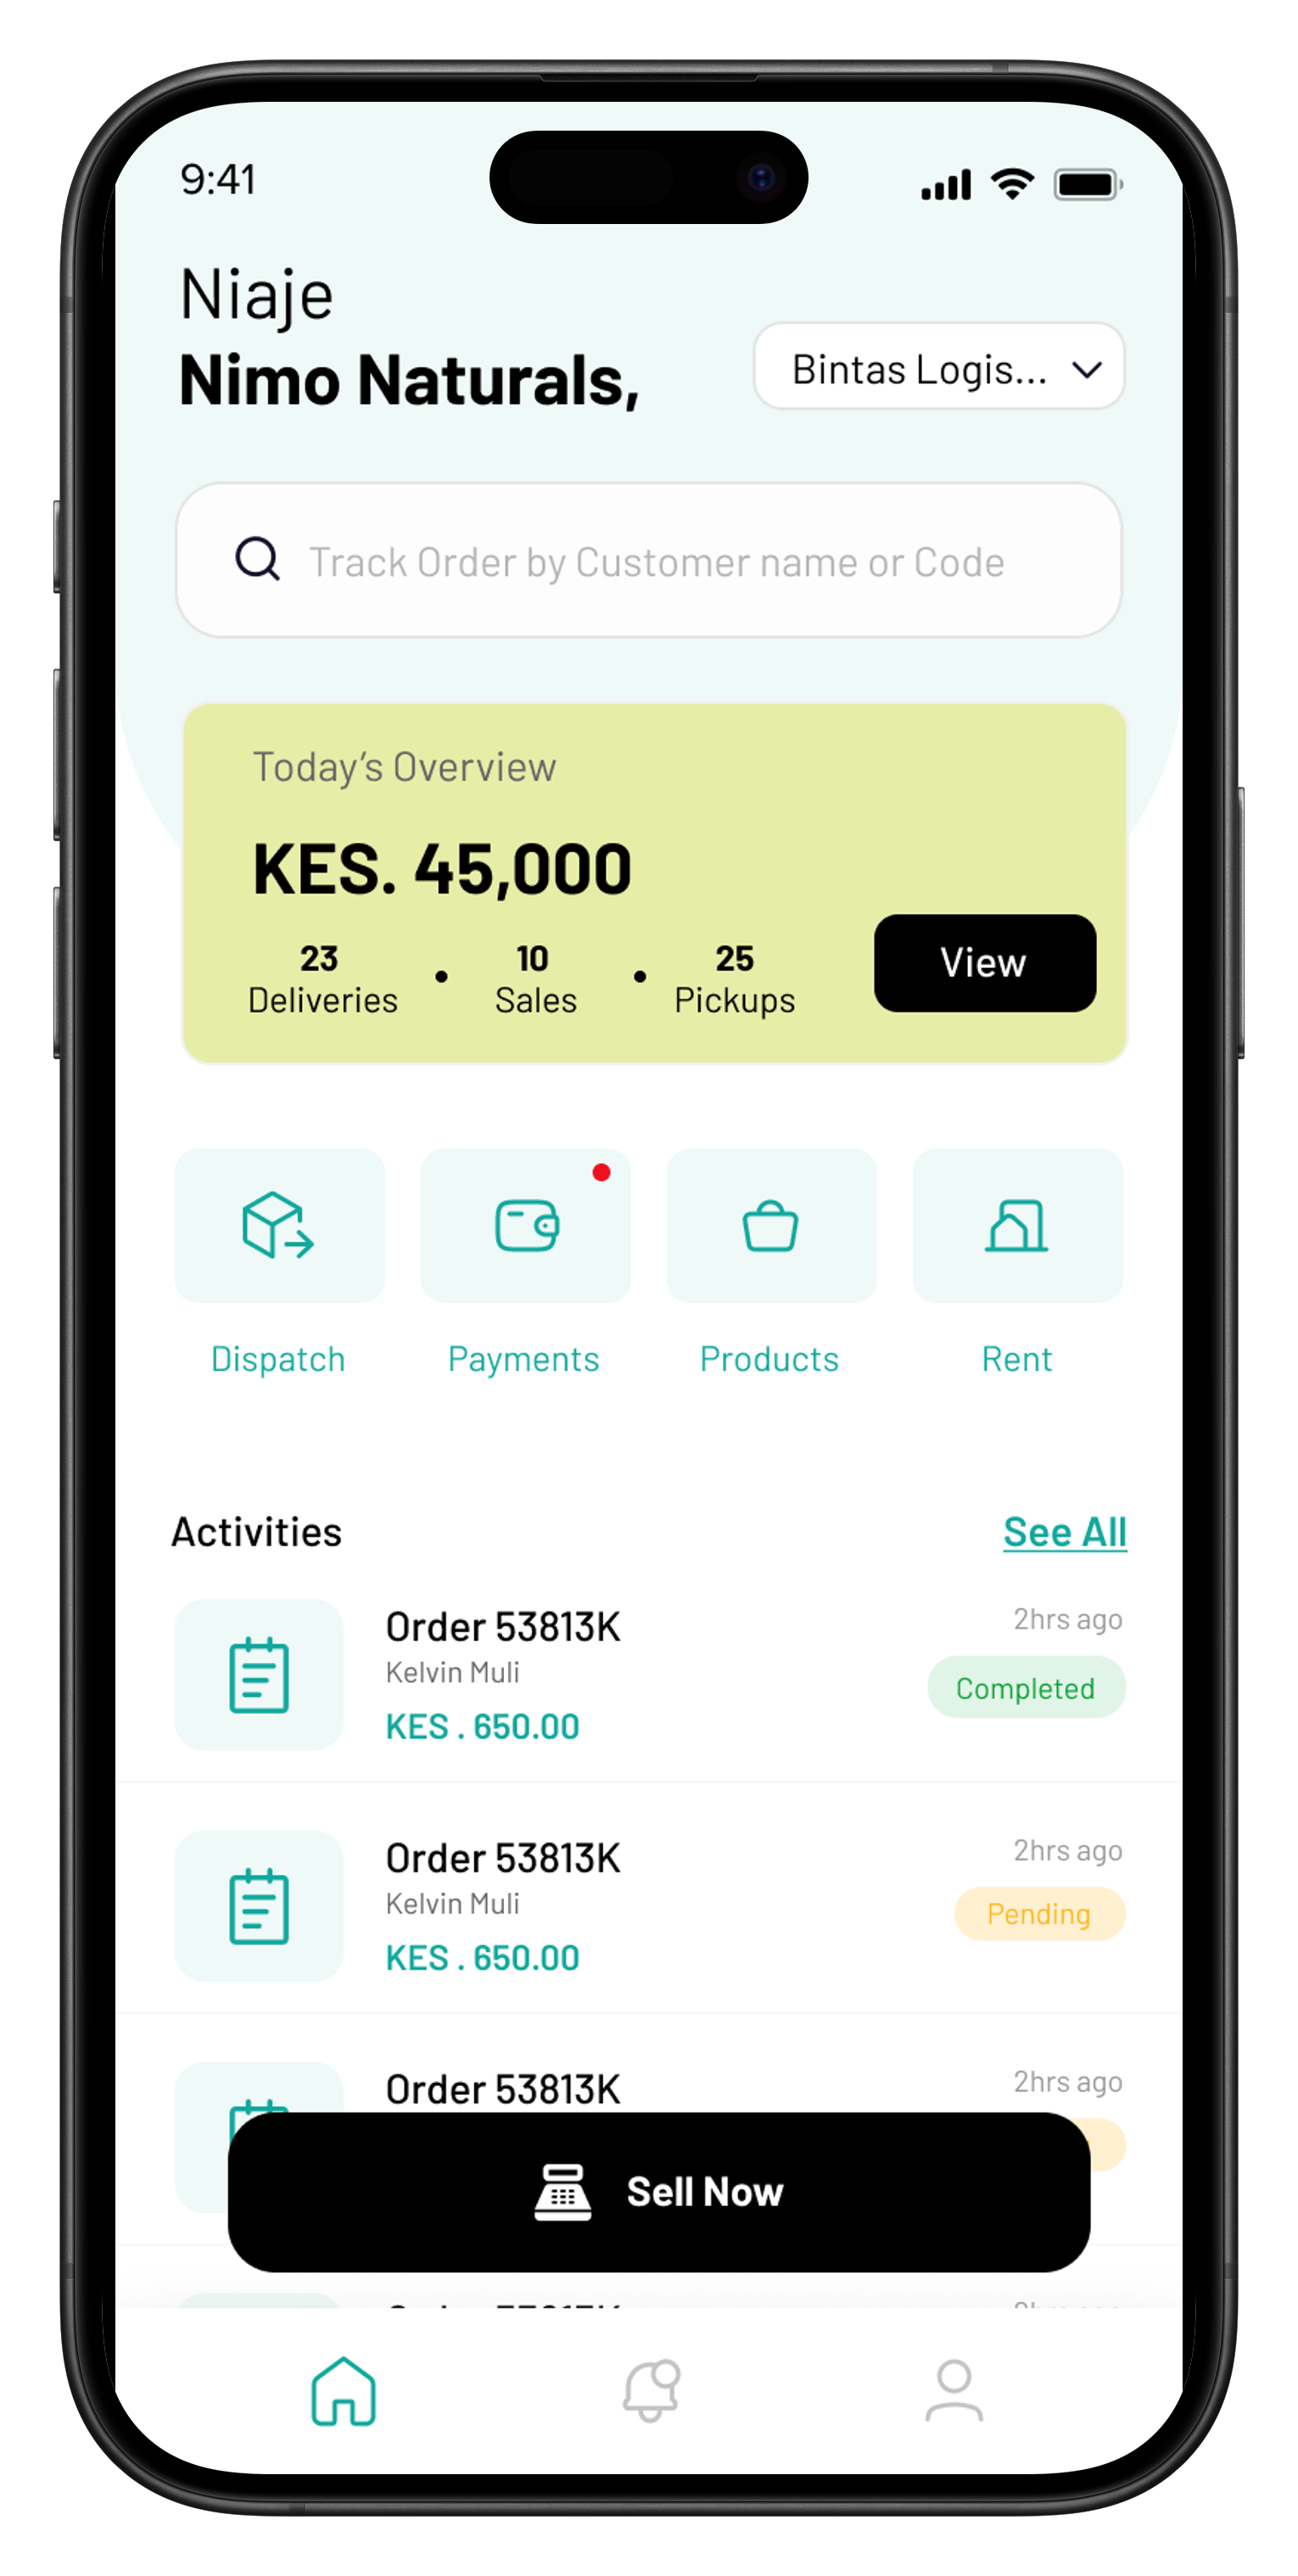 9:41
Niaje
Nimo Naturals,
Bintas Logis...
Track Order by Customer name or Code
Today's Overview
KES. 45,000
23 10 25
Deliveries • Sales • Pickups
View
Dispatch Payments Products Rent
Activities See All
Order 53813K 2hrs ago
Kelvin Muli
Completed
KES . 650.00
Order 53813K 2hrs ago
Kelvin Muli
Pending
KES . 650.00
Order 53813K 2hrs ago
Sell Now